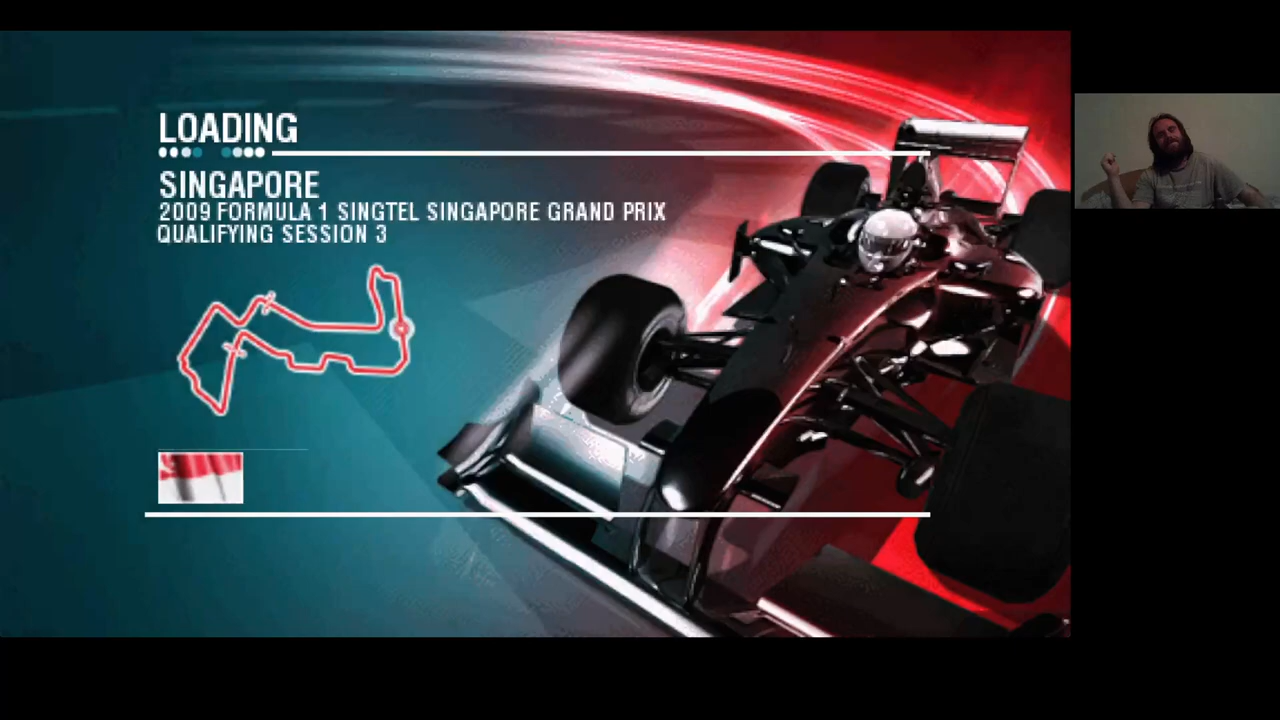 LOADING
SINGAPORE
2009 FORMULA 1 SINGTEL SINGAPORE GRAND PRIX
QUALIFYING SESSION 3